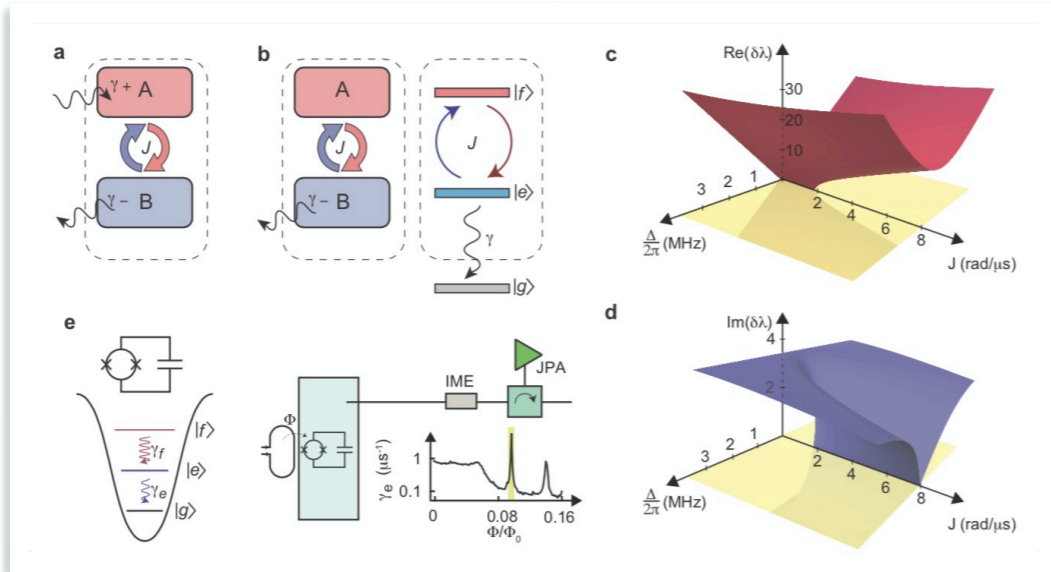 a
γ+ A
J
γ− B
b
A
J
γ− B
|f⟩
J
|e⟩
γ
|g⟩
c
Re(δλ)
30
20
10
3
2
1
2
4
6
8
Δ/2π (MHz)
J (rad/μs)
d
Im(δλ)
4
2
3
2
1
2
4
6
8
Δ/2π (MHz)
J (rad/μs)
e
|f⟩
γf
|e⟩
γe
|g⟩
Φ
IME
JPA
γe (μs⁻¹)
1
0.1
0
0.08
0.16
Φ/Φ₀